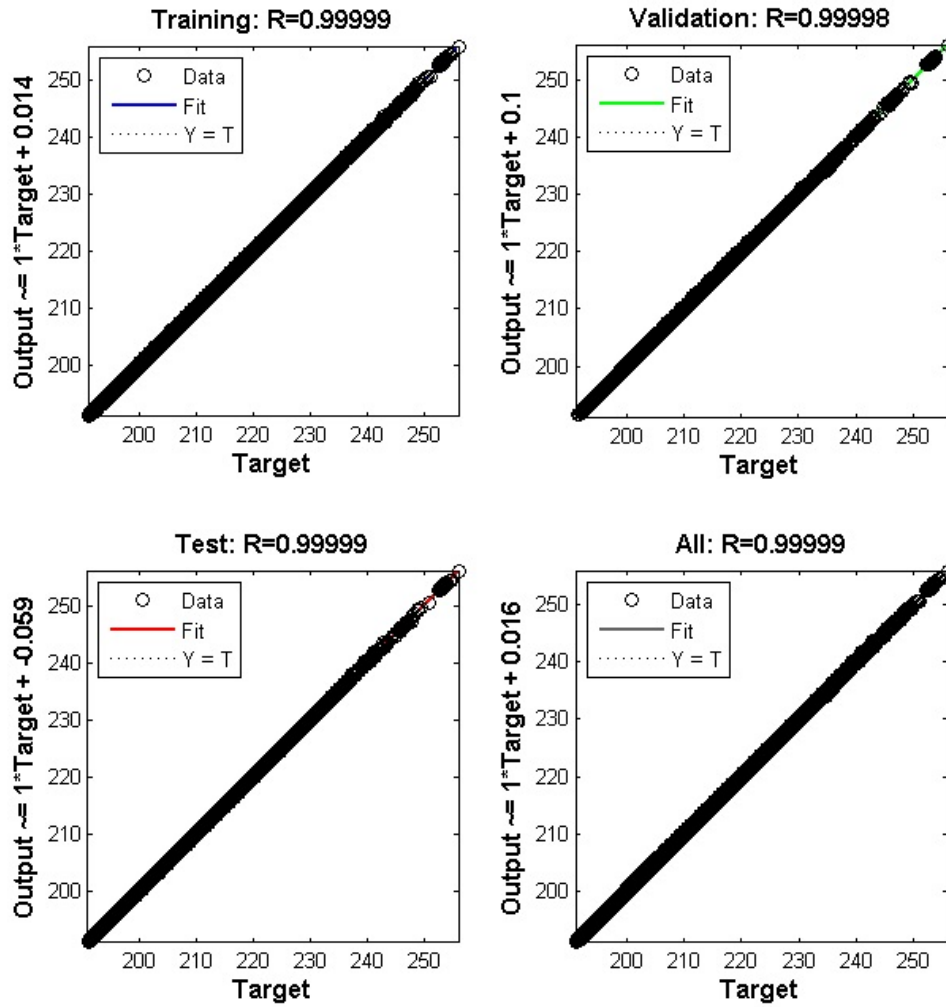 Training: R=0.99999
Output ~= 1*Target + 0.014
250
240
230
220
210
200
Data
Fit
Y = T
200 210 220 230 240 250
Target
Validation: R=0.99998
Output ~= 1*Target + 0.1
250
240
230
220
210
200
Data
Fit
Y = T
200 210 220 230 240 250
Target
Test: R=0.99999
Output ~= 1*Target + -0.059
250
240
230
220
210
200
Data
Fit
Y = T
200 210 220 230 240 250
Target
All: R=0.99999
Output ~= 1*Target + 0.016
250
240
230
220
210
200
Data
Fit
Y = T
200 210 220 230 240 250
Target